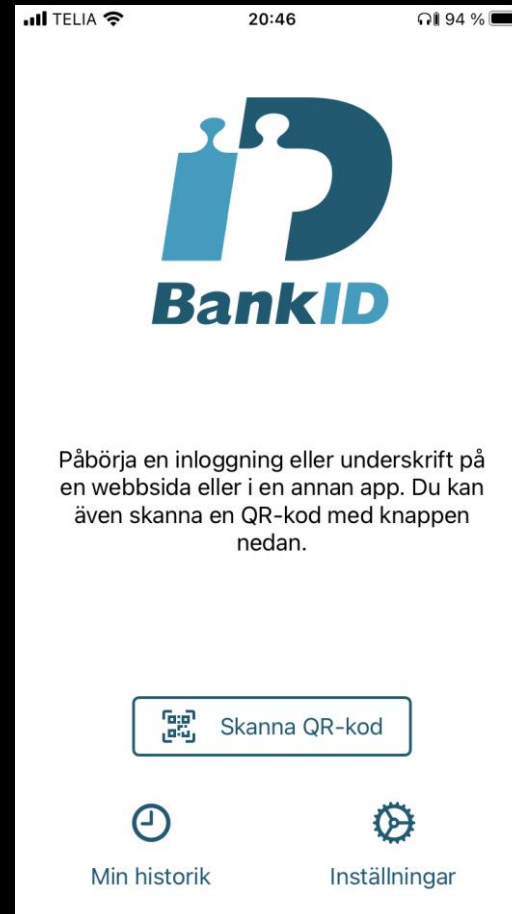 TELIA 20:46 94 %
BankID
Påbörja en inloggning eller underskrift på
en webbsida eller i en annan app. Du kan
även skanna en QR-kod med knappen
nedan.
Skanna QR-kod
Min historik Inställningar